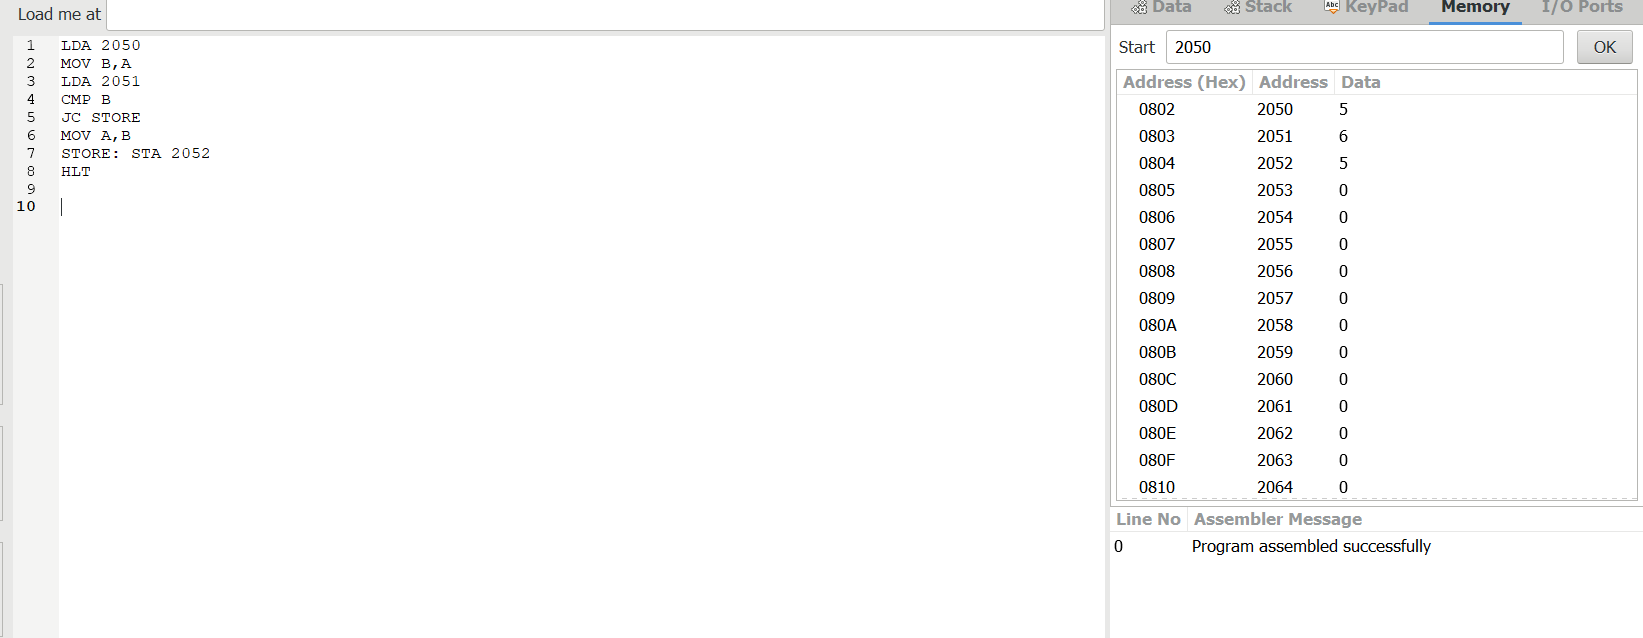 Load me at
1 LDA 2050
2 MOV B,A
3 LDA 2051
4 CMP B
5 JC STORE
6 MOV A,B
7 STORE: STA 2052
8 HLT
9
10
Data Stack Abc KeyPad Memory I/O Ports
Start 2050 OK
Address (Hex) Address Data
0802 2050 5
0803 2051 6
0804 2052 5
0805 2053 0
0806 2054 0
0807 2055 0
0808 2056 0
0809 2057 0
080A 2058 0
080B 2059 0
080C 2060 0
080D 2061 0
080E 2062 0
080F 2063 0
0810 2064 0
Line No Assembler Message
0 Program assembled successfully